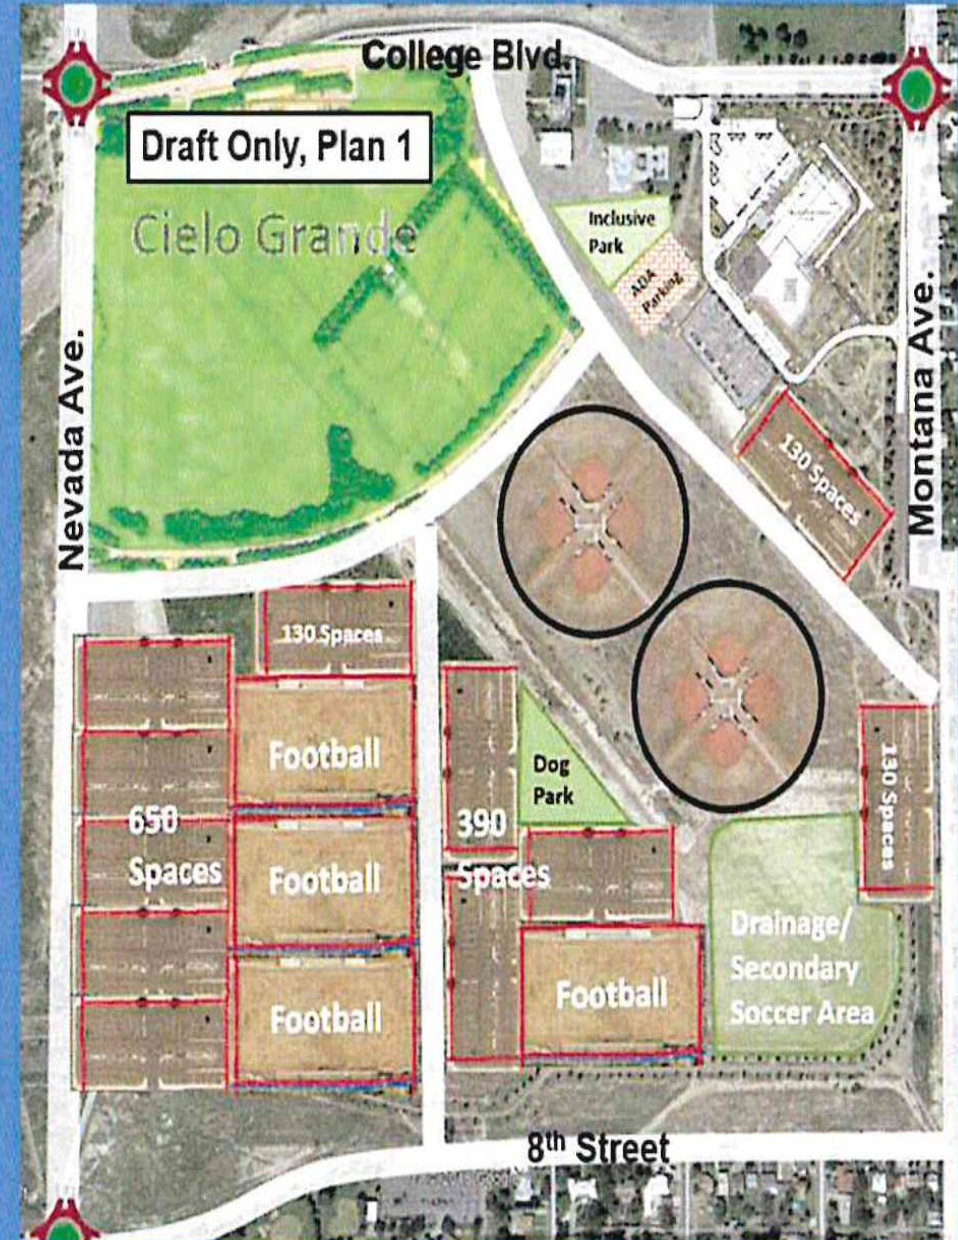 College Blvd.
Draft Only, Plan 1
Cielo Grande
Inclusive
Park
ADA
Parking
Nevada Ave.
Montana Ave.
130 Spaces
130 Spaces
Football
Dog
Park
650
Spaces
390
Spaces
130 Spaces
Football
Drainage/
Secondary
Soccer Area
Football
Football
8th Street